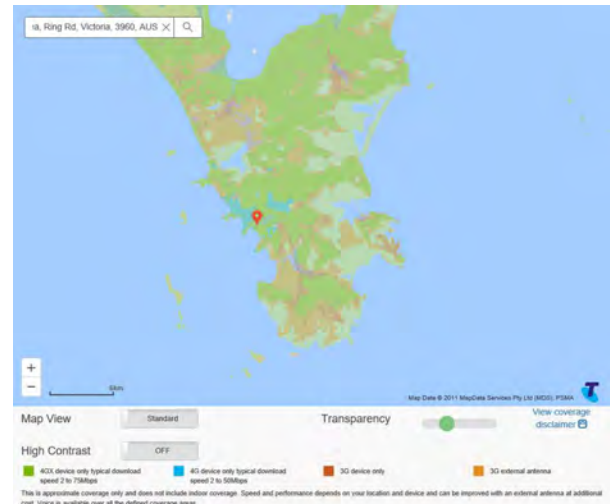 ıa, Ring Rd, Victoria, 3960, AUS
+
−
6km
Map Data © 2011 MapData Services Pty Ltd (MDS), PSMA
Map View
Standard
Transparency
View coverage
disclaimer
High Contrast
OFF
4GX device only typical download
speed 2 to 75Mbps
4G device only typical download
speed 2 to 50Mbps
3G device only
3G external antenna
This is approximate coverage only and does not include indoor coverage. Speed and performance depends on your location and device and can be improved with an external antenna at additional
cost. Voice is available over all the defined coverage areas.